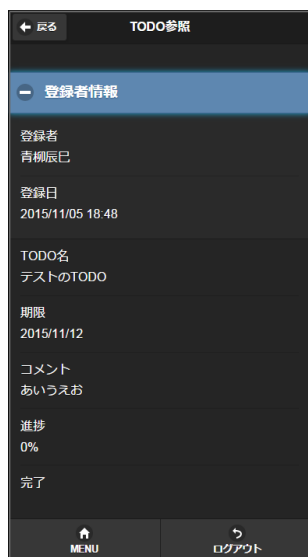 戻る
TODO参照
登録者情報
登録者
青柳辰巳
登録日
2015/11/05 18:48
TODO名
テストのTODO
期限
2015/11/12
コメント
あいうえお
進捗
0%
完了
MENU
ログアウト